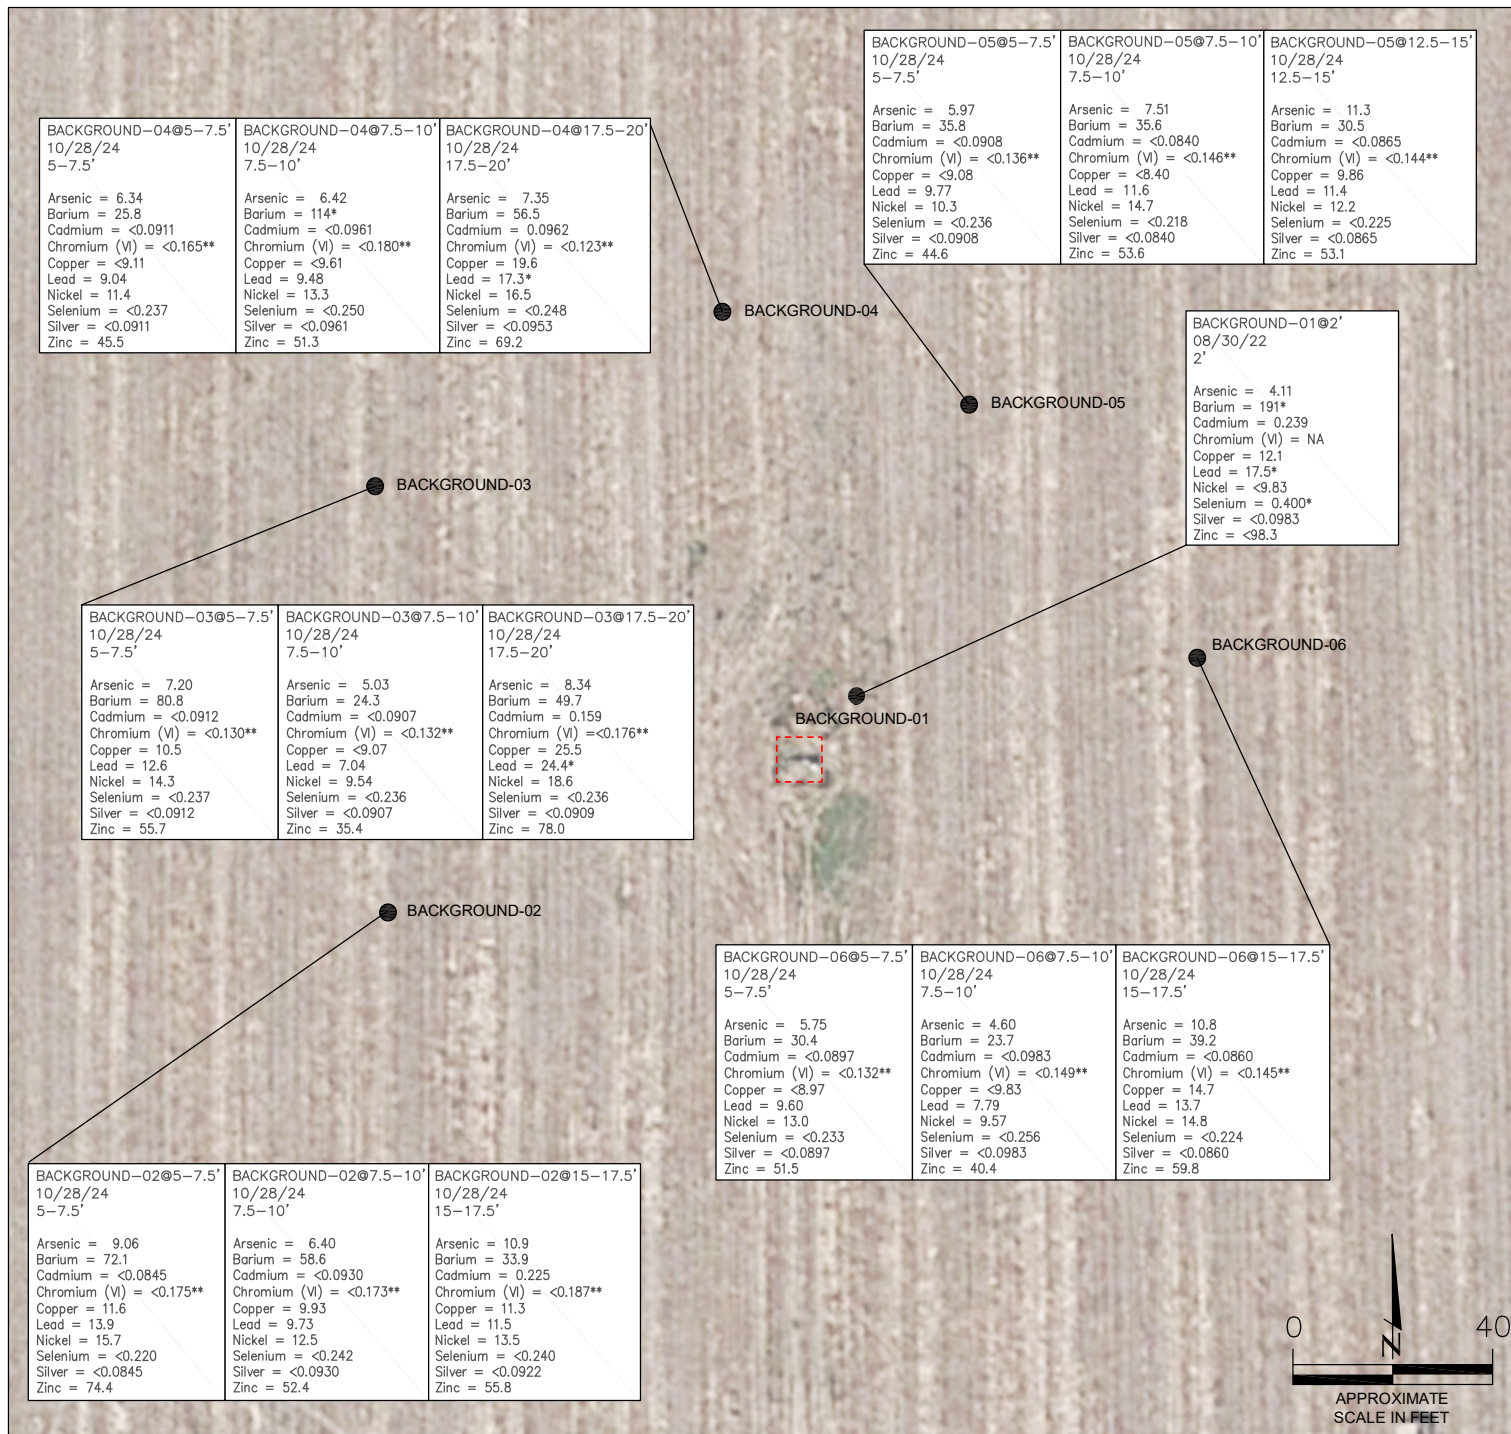 BACKGROUND-05@5-7.5'
10/28/24
5-7.5'
Arsenic = 5.97
Barium = 35.8
Cadmium = <0.0908
Chromium (VI) = <0.136**
Copper = <9.08
Lead = 9.77
Nickel = 10.3
Selenium = <0.236
Silver = <0.0908
Zinc = 44.6
BACKGROUND-05@7.5-10'
10/28/24
7.5-10'
Arsenic = 7.51
Barium = 35.6
Cadmium = <0.0840
Chromium (VI) = <0.146**
Copper = <8.40
Lead = 11.6
Nickel = 14.7
Selenium = <0.218
Silver = <0.0840
Zinc = 53.6
BACKGROUND-05@12.5-15'
10/28/24
12.5-15'
Arsenic = 11.3
Barium = 30.5
Cadmium = <0.0865
Chromium (VI) = <0.144**
Copper = 9.86
Lead = 11.4
Nickel = 12.2
Selenium = <0.225
Silver = <0.0865
Zinc = 53.1
BACKGROUND-04@5-7.5'
10/28/24
5-7.5'
Arsenic = 6.34
Barium = 25.8
Cadmium = <0.0911
Chromium (VI) = <0.165**
Copper = <9.11
Lead = 9.04
Nickel = 11.4
Selenium = <0.237
Silver = <0.0911
Zinc = 45.5
BACKGROUND-04@7.5-10'
10/28/24
7.5-10'
Arsenic = 6.42
Barium = 114*
Cadmium = <0.0961
Chromium (VI) = <0.180**
Copper = <9.61
Lead = 9.48
Nickel = 13.3
Selenium = <0.250
Silver = <0.0961
Zinc = 51.3
BACKGROUND-04@17.5-20'
10/28/24
17.5-20'
Arsenic = 7.35
Barium = 56.5
Cadmium = 0.0962
Chromium (VI) = <0.123**
Copper = 19.6
Lead = 17.3*
Nickel = 16.5
Selenium = <0.248
Silver = <0.0953
Zinc = 69.2
BACKGROUND-04
BACKGROUND-05
BACKGROUND-01@2'
08/30/22
2'
Arsenic = 4.11
Barium = 191*
Cadmium = 0.239
Chromium (VI) = NA
Copper = 12.1
Lead = 17.5*
Nickel = <9.83
Selenium = 0.400*
Silver = <0.0983
Zinc = <98.3
BACKGROUND-03
BACKGROUND-03@5-7.5'
10/28/24
5-7.5'
Arsenic = 7.20
Barium = 80.8
Cadmium = <0.0912
Chromium (VI) = <0.130**
Copper = 10.5
Lead = 12.6
Nickel = 14.3
Selenium = <0.237
Silver = <0.0912
Zinc = 55.7
BACKGROUND-03@7.5-10'
10/28/24
7.5-10'
Arsenic = 5.03
Barium = 24.3
Cadmium = <0.0907
Chromium (VI) = <0.132**
Copper = <9.07
Lead = 7.04
Nickel = 9.54
Selenium = <0.236
Silver = <0.0907
Zinc = 35.4
BACKGROUND-03@17.5-20'
10/28/24
17.5-20'
Arsenic = 8.34
Barium = 49.7
Cadmium = 0.159
Chromium (VI) =<0.176**
Copper = 25.5
Lead = 24.4*
Nickel = 18.6
Selenium = <0.236
Silver = <0.0909
Zinc = 78.0
BACKGROUND-06
BACKGROUND-01
BACKGROUND-02
BACKGROUND-06@5-7.5'
10/28/24
5-7.5'
Arsenic = 5.75
Barium = 30.4
Cadmium = <0.0897
Chromium (VI) = <0.132**
Copper = <8.97
Lead = 9.60
Nickel = 13.0
Selenium = <0.233
Silver = <0.0897
Zinc = 51.5
BACKGROUND-06@7.5-10'
10/28/24
7.5-10'
Arsenic = 4.60
Barium = 23.7
Cadmium = <0.0983
Chromium (VI) = <0.149**
Copper = <9.83
Lead = 7.79
Nickel = 9.57
Selenium = <0.256
Silver = <0.0983
Zinc = 40.4
BACKGROUND-06@15-17.5'
10/28/24
15-17.5'
Arsenic = 10.8
Barium = 39.2
Cadmium = <0.0860
Chromium (VI) = <0.145**
Copper = 14.7
Lead = 13.7
Nickel = 14.8
Selenium = <0.224
Silver = <0.0860
Zinc = 59.8
BACKGROUND-02@5-7.5'
10/28/24
5-7.5'
Arsenic = 9.06
Barium = 72.1
Cadmium = <0.0845
Chromium (VI) = <0.175**
Copper = 11.6
Lead = 13.9
Nickel = 15.7
Selenium = <0.220
Silver = <0.0845
Zinc = 74.4
BACKGROUND-02@7.5-10'
10/28/24
7.5-10'
Arsenic = 6.40
Barium = 58.6
Cadmium = <0.0930
Chromium (VI) = <0.173**
Copper = 9.93
Lead = 9.73
Nickel = 12.5
Selenium = <0.242
Silver = <0.0930
Zinc = 52.4
BACKGROUND-02@15-17.5'
10/28/24
15-17.5'
Arsenic = 10.9
Barium = 33.9
Cadmium = 0.225
Chromium (VI) = <0.187**
Copper = 11.3
Lead = 11.5
Nickel = 13.5
Selenium = <0.240
Silver = <0.0922
Zinc = 55.8
0 N 40
APPROXIMATE
SCALE IN FEET